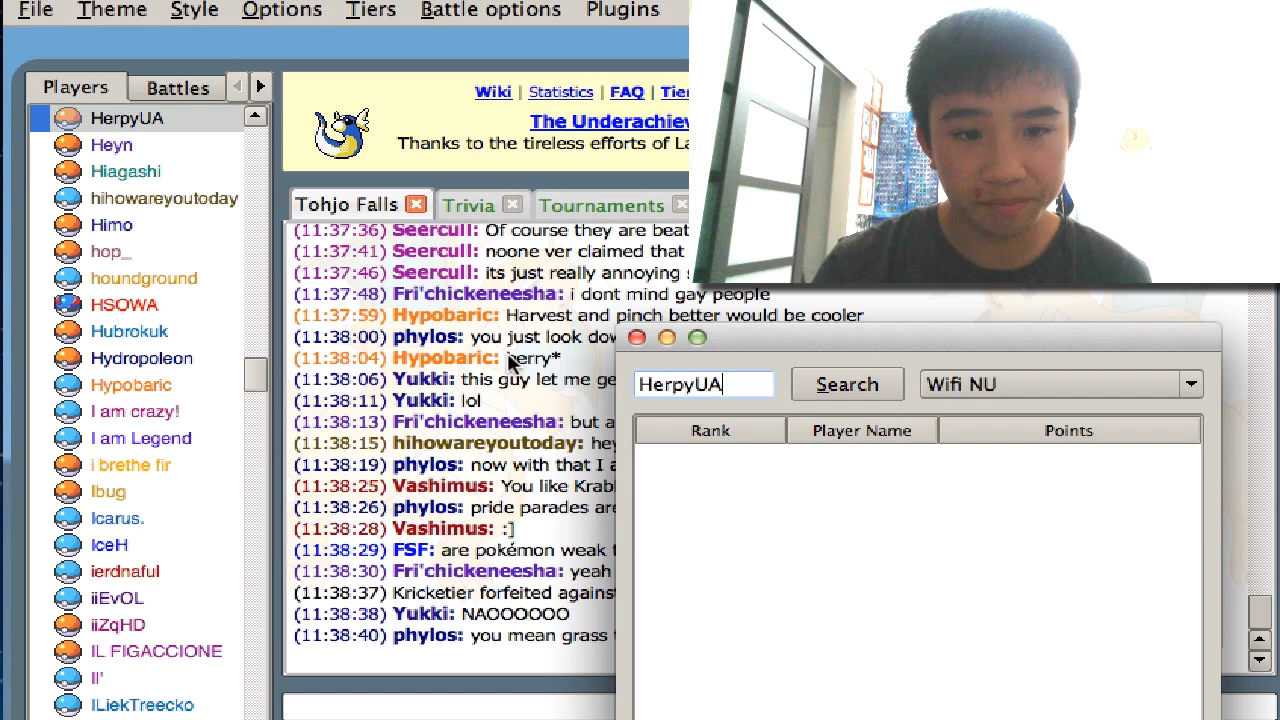 File Theme Style Options Tiers Battle options Plugins
Players Battles
HerpyUA
Heyn
Hiagashi
hihowareyoutoday
Himo
hop_
houndground
HSOWA
Hubrokuk
Hydropoleon
Hypobaric
I am crazy!
I am Legend
i brethe fir
Ibug
Icarus.
IceH
ierdnaful
iiEvOL
iiZqHD
IL FIGACCIONE
Il'
ILiekTreecko
Wiki | Statistics | FAQ | Tier
The Underachiev
Thanks to the tireless efforts of La
Tohjo Falls Trivia Tournaments
(11:37:36) Seercull: Of course they are beat
(11:37:41) Seercull: noone ver claimed that
(11:37:46) Seercull: its just really annoying
(11:37:48) Fri'chickeneesha: i dont mind gay people
(11:37:59) Hypobaric: Harvest and pinch better would be cooler
(11:38:00) phylos: you just look dow
(11:38:04) Hypobaric: berry*
(11:38:06) Yukki: this guy let me ge
(11:38:11) Yukki: lol
(11:38:13) Fri'chickeneesha: but a
(11:38:15) hihowareyoutoday: hey
(11:38:19) phylos: now with that I a
(11:38:25) Vashimus: You like Krabl
(11:38:26) phylos: pride parades are
(11:38:28) Vashimus: :]
(11:38:29) FSF: are pokémon weak t
(11:38:30) Fri'chickeneesha: yeah
(11:38:37) Kricketier forfeited against
(11:38:38) Yukki: NAOOOOOO
(11:38:40) phylos: you mean grass t
HerpyUA Search Wifi NU
Rank Player Name Points